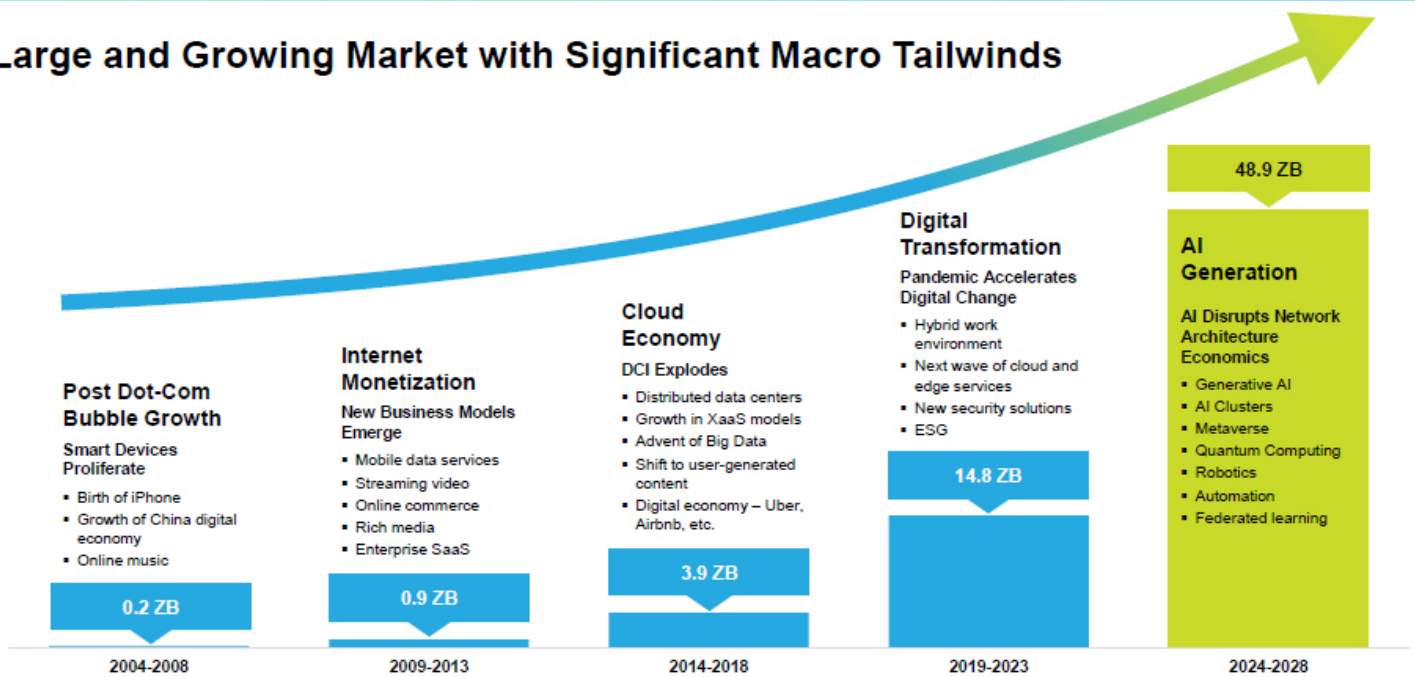 Large and Growing Market with Significant Macro Tailwinds
Post Dot-Com
Bubble Growth
Smart Devices
Proliferate
▪ Birth of iPhone
▪ Growth of China digital
economy
▪ Online music
0.2 ZB
2004-2008
Internet
Monetization
New Business Models
Emerge
▪ Mobile data services
▪ Streaming video
▪ Online commerce
▪ Rich media
▪ Enterprise SaaS
0.9 ZB
2009-2013
Cloud
Economy
DCI Explodes
▪ Distributed data centers
▪ Growth in XaaS models
▪ Advent of Big Data
▪ Shift to user-generated
content
▪ Digital economy – Uber,
Airbnb, etc.
3.9 ZB
2014-2018
Digital
Transformation
Pandemic Accelerates
Digital Change
▪ Hybrid work
environment
▪ Next wave of cloud and
edge services
▪ New security solutions
▪ ESG
14.8 ZB
2019-2023
48.9 ZB
AI
Generation
AI Disrupts Network
Architecture
Economics
▪ Generative AI
▪ AI Clusters
▪ Metaverse
▪ Quantum Computing
▪ Robotics
▪ Automation
▪ Federated learning
2024-2028